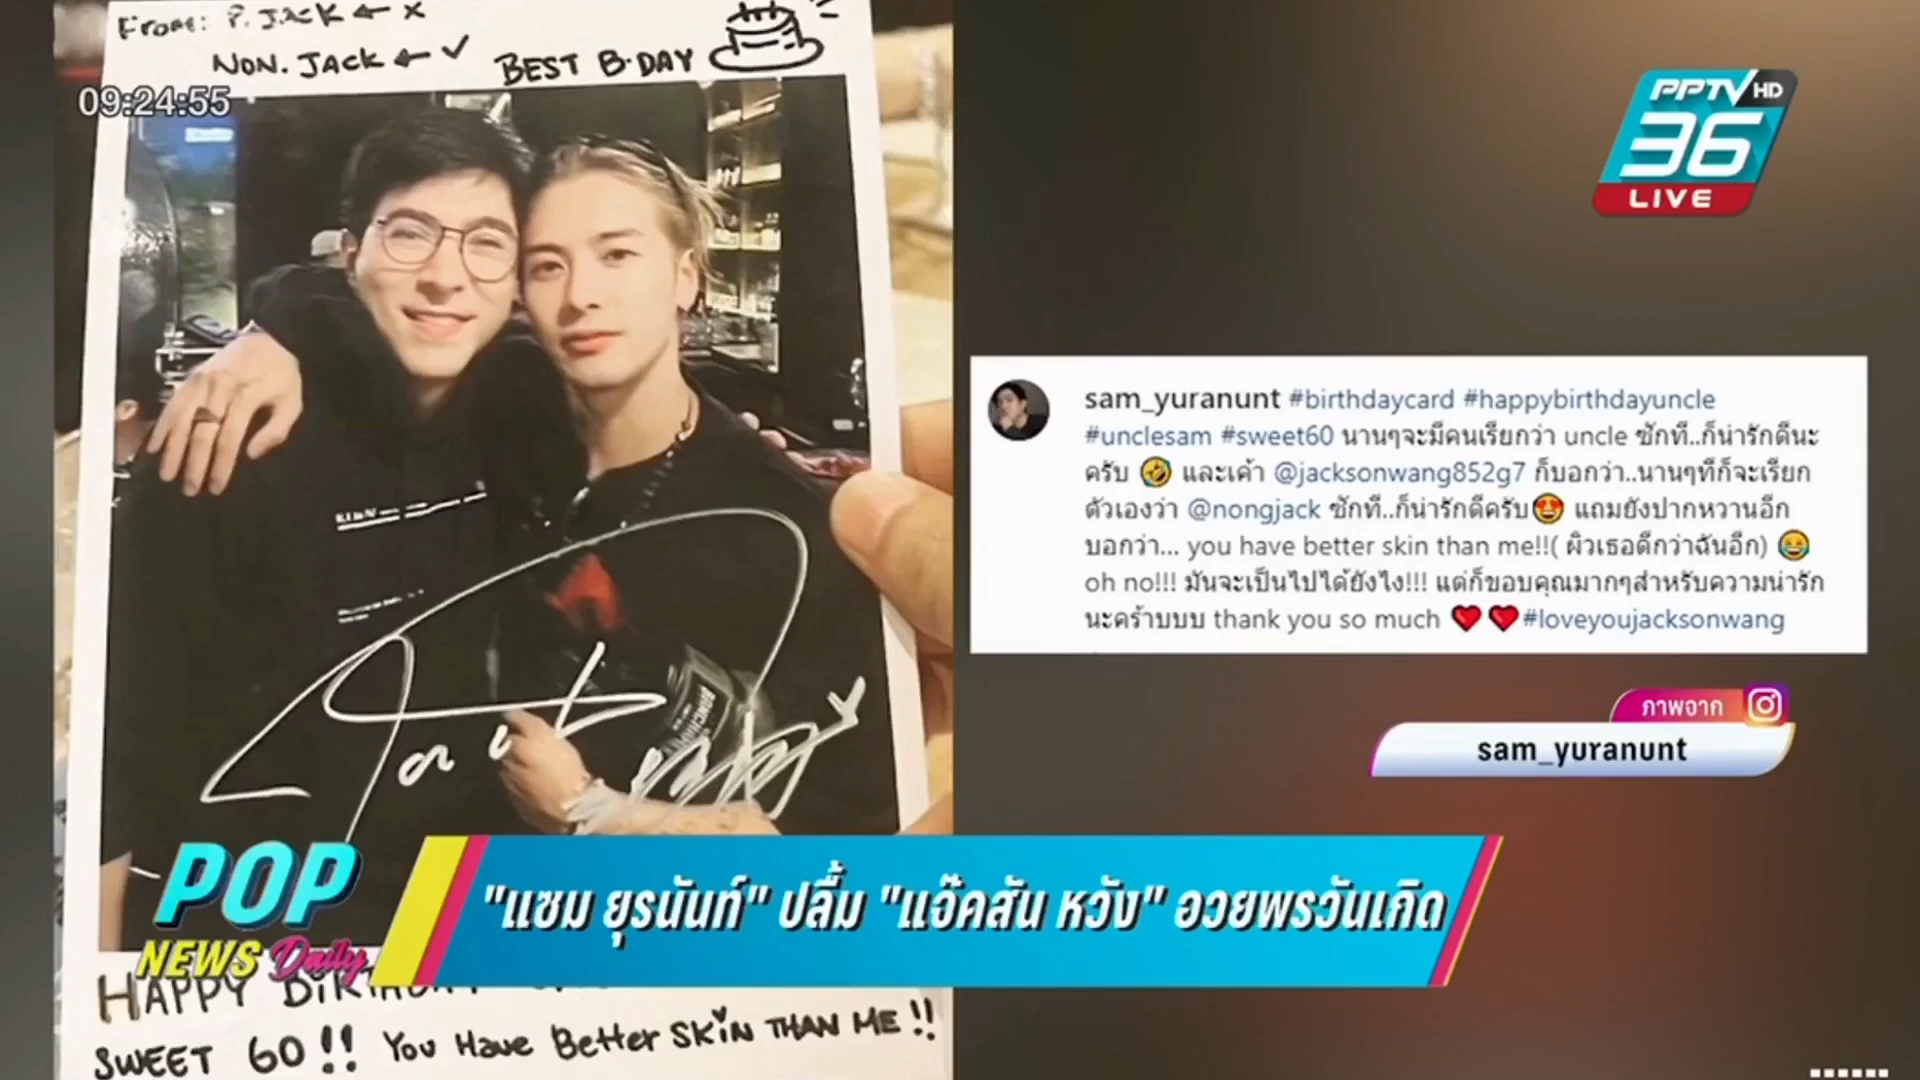 From: P. JACK ← x
NON. JACK ← ✓
BEST B-DAY
09:24:55
PPTV HD
36
LIVE
sam_yuranunt #birthdaycard #happybirthdayuncle
#unclesam #sweet60 นานๆจะมีคนเรียกว่า uncle ซักที..ก็น่ารักดีนะ
ครับ 🤣 และเค้า @jacksonwang852g7 ก็บอกว่า..นานๆทีก็จะเรียก
ตัวเองว่า @nongjack ซักที..ก็น่ารักดีครับ😍 แถมยังปากหวานอีก
บอกว่า... you have better skin than me!!( ผิวเธอดีกว่าฉันอีก) 😂
oh no!!! มันจะเป็นไปได้ยังไง!!! แต่ก็ขอบคุณมากๆสำหรับความน่ารัก
นะคร้าบบบ thank you so much ❤️❤️#loveyoujacksonwang
ภาพจาก
sam_yuranunt
POP
NEWS Daily
"แซม ยุรนันท์" ปลื้ม "แจ๊คสัน หวัง" อวยพรวันเกิด
HAPPY BiRTHDAY
SWEET 60!! You Have Better SKiN THAN ME!!